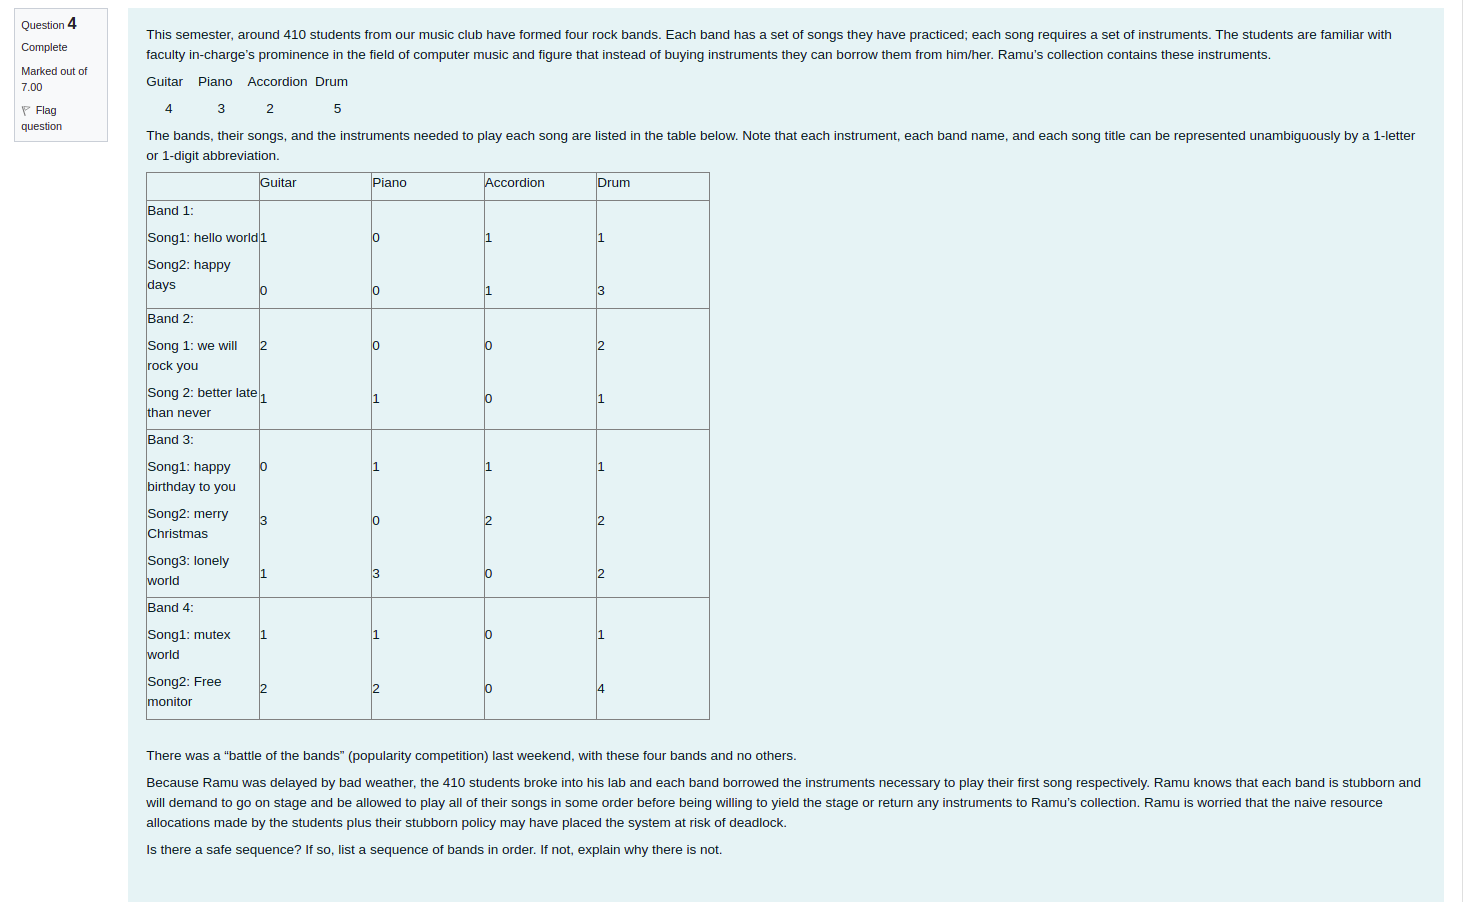 Question 4
Complete
Marked out of
7.00
Flag
question
This semester, around 410 students from our music club have formed four rock bands. Each band has a set of songs they have practiced; each song requires a set of instruments. The students are familiar with
faculty in-charge’s prominence in the field of computer music and figure that instead of buying instruments they can borrow them from him/her. Ramu’s collection contains these instruments.
Guitar Piano Accordion Drum
4 3 2 5
The bands, their songs, and the instruments needed to play each song are listed in the table below. Note that each instrument, each band name, and each song title can be represented unambiguously by a 1-letter
or 1-digit abbreviation.
Guitar Piano Accordion Drum
Band 1:
Song1: hello world 1 0 1 1
Song2: happy
days
0 0 1 3
Band 2:
Song 1: we will 2 0 0 2
rock you
Song 2: better late 1 1 0 1
than never
Band 3:
Song1: happy 0 1 1 1
birthday to you
Song2: merry 3 0 2 2
Christmas
Song3: lonely
world 1 3 0 2
Band 4:
Song1: mutex 1 1 0 1
world
Song2: Free 2 2 0 4
monitor
There was a “battle of the bands” (popularity competition) last weekend, with these four bands and no others.
Because Ramu was delayed by bad weather, the 410 students broke into his lab and each band borrowed the instruments necessary to play their first song respectively. Ramu knows that each band is stubborn and
will demand to go on stage and be allowed to play all of their songs in some order before being willing to yield the stage or return any instruments to Ramu’s collection. Ramu is worried that the naive resource
allocations made by the students plus their stubborn policy may have placed the system at risk of deadlock.
Is there a safe sequence? If so, list a sequence of bands in order. If not, explain why there is not.